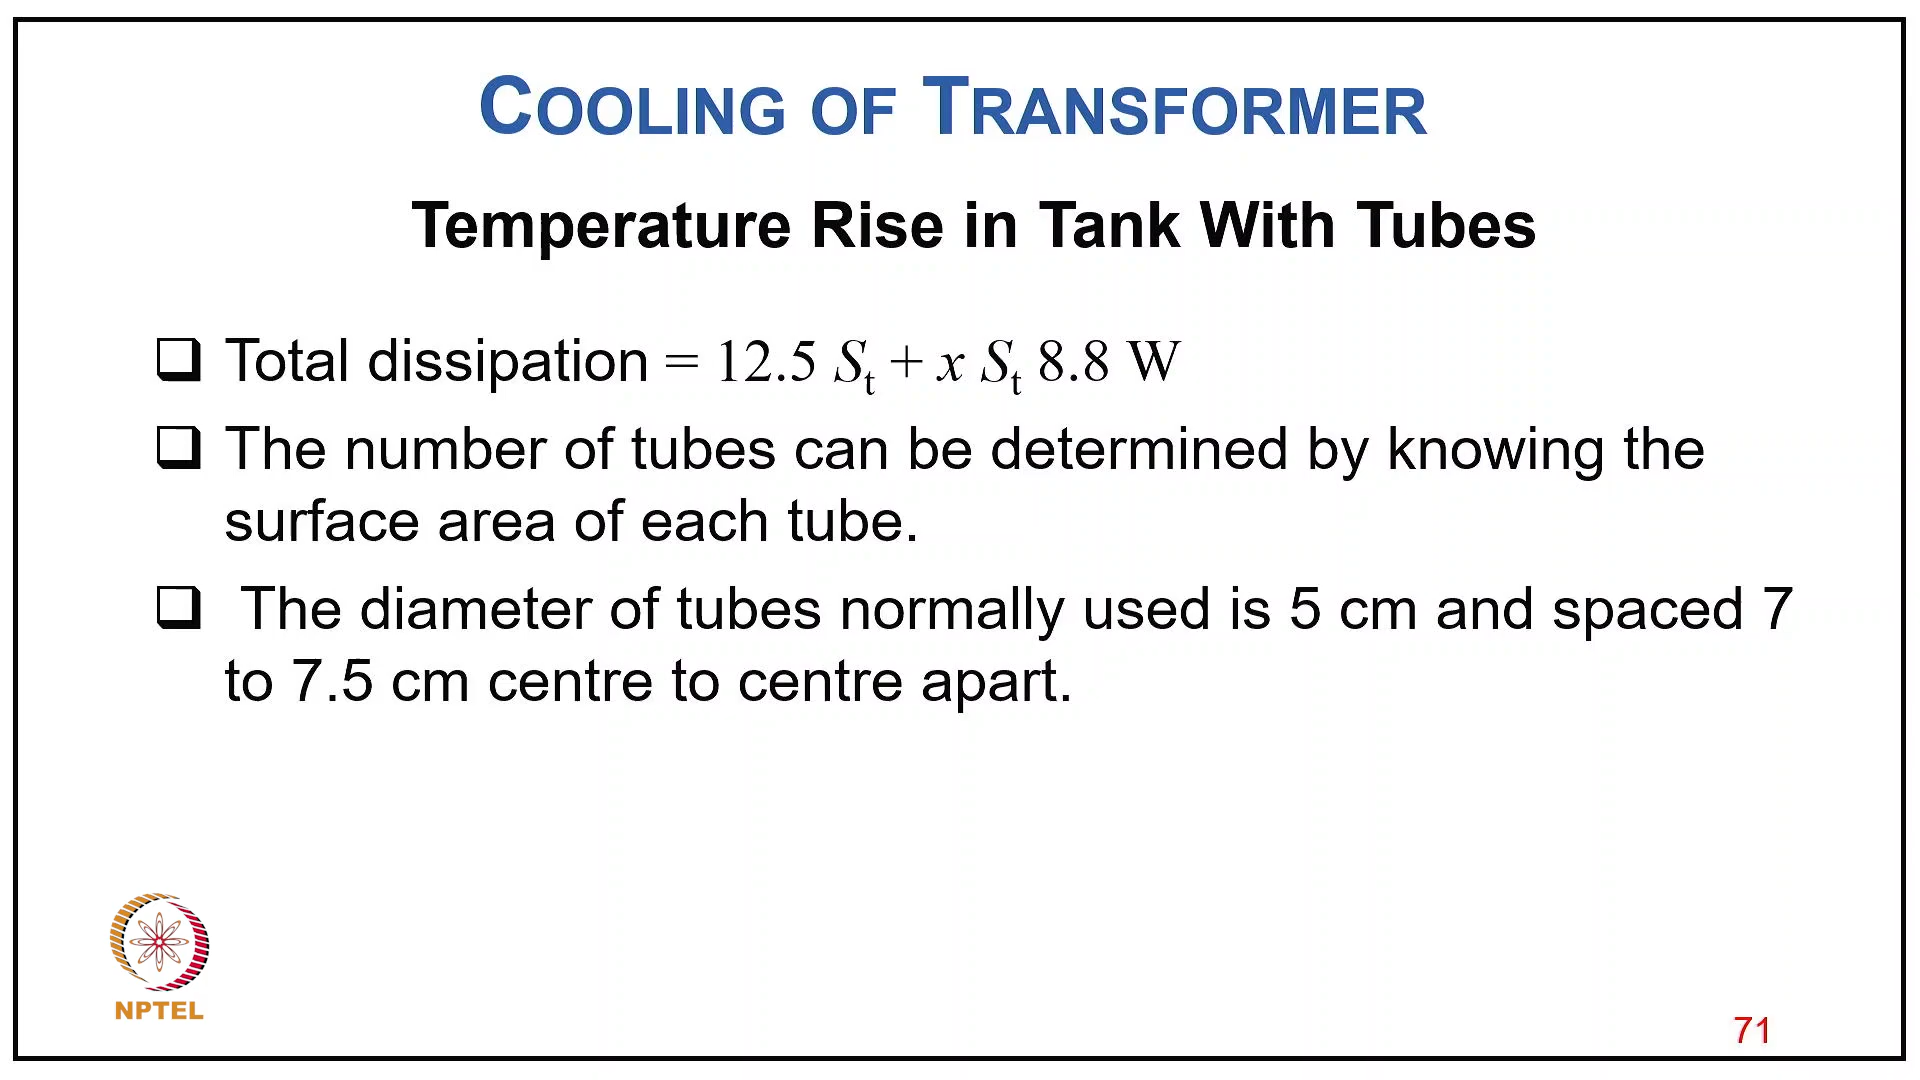 COOLING OF TRANSFORMER
Temperature Rise in Tank With Tubes
❑ Total dissipation = 12.5 Sₜ + x Sₜ 8.8 W
❑ The number of tubes can be determined by knowing the
surface area of each tube.
❑ The diameter of tubes normally used is 5 cm and spaced 7
to 7.5 cm centre to centre apart.
NPTEL
71